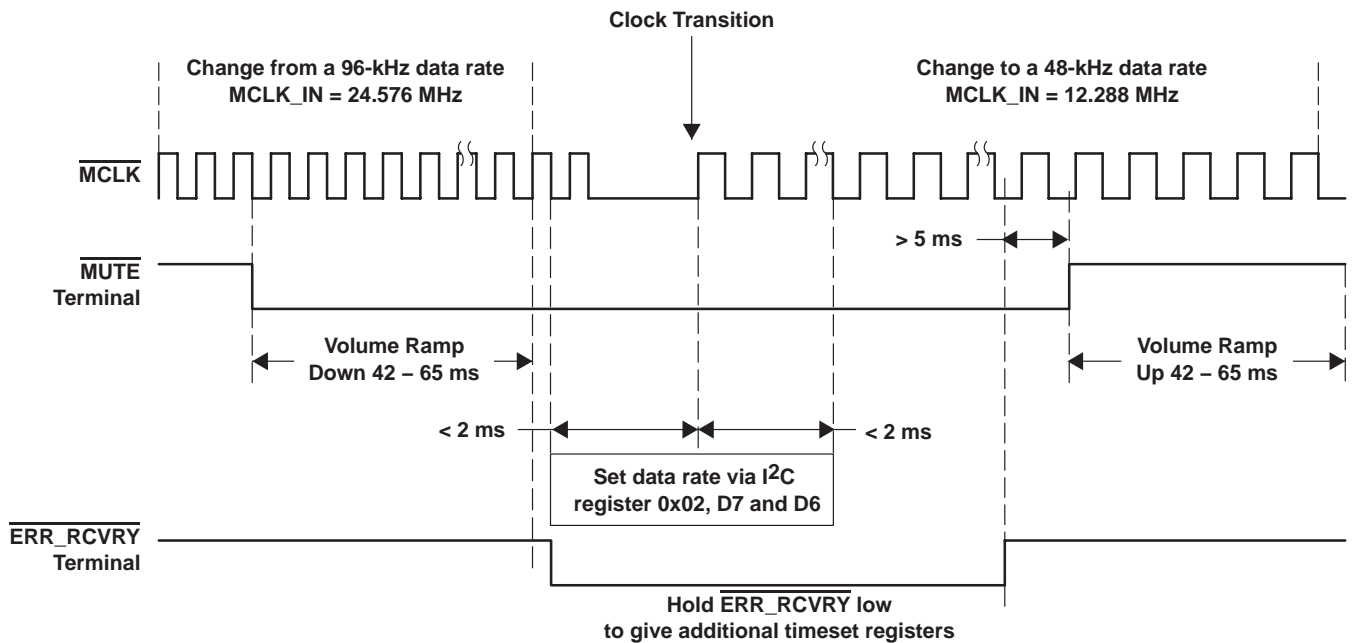 Clock Transition
Change from a 96-kHz data rate
MCLK_IN = 24.576 MHz
Change to a 48-kHz data rate
MCLK_IN = 12.288 MHz
MCLK
> 5 ms
MUTE
Terminal
Volume Ramp
Down 42 – 65 ms
Volume Ramp
Up 42 – 65 ms
< 2 ms
< 2 ms
Set data rate via I2C
register 0x02, D7 and D6
ERR_RCVRY
Terminal
Hold ERR_RCVRY low
to give additional timeset registers